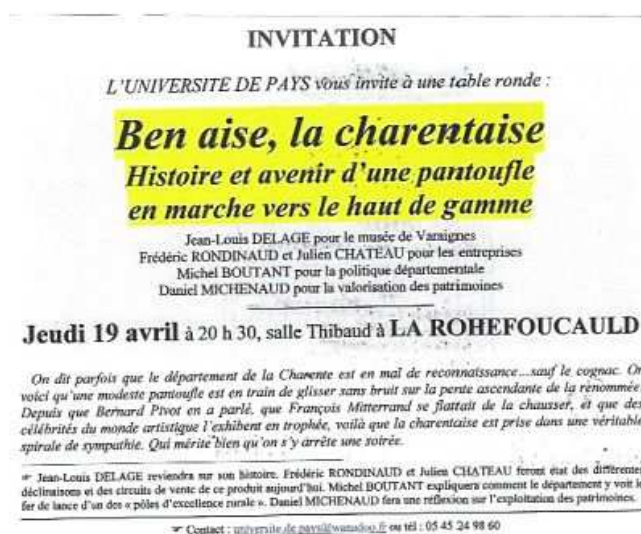 INVITATION
L'UNIVERSITE DE PAYS vous invite à une table ronde :
Ben aise, la charentaise
Histoire et avenir d'une pantoufle
en marche vers le haut de gamme
Jean-Louis DELAGE pour le musée de Varaignes
Frédéric RONDINAUD et Julien CHATEAU pour les entreprises
Michel BOUTANT pour la politique départementale
Daniel MICHENAUD pour la valorisation des patrimoines
Jeudi 19 avril à 20 h 30, salle Thibaud à LA ROHEFOUCAULD
On dit parfois que le département de la Charente est en mal de reconnaissance...sauf le cognac. Or
voici qu'une modeste pantoufle est en train de glisser sans bruit sur la pente ascendante de la renommée.
Depuis que Bernard Pivot en a parlé, que François Mitterrand se flattait de la chausser, et que des
célébrités du monde artistique l'exhibent en trophée, voilà que la charentaise est prise dans une véritable
spirale de sympathie. Qui mérite bien qu'on s'y arrête une soirée.
☞ Jean-Louis DELAGE reviendra sur son histoire. Frédéric RONDINAUD et Julien CHATEAU feront état des différentes
déclinaisons et des circuits de vente de ce produit aujourd'hui. Michel BOUTANT expliquera comment le département y voit le
fer de lance d'un des « pôles d'excellence rurale ». Daniel MICHENAUD fera une réflexion sur l'exploitation des patrimoines.
☞ Contact : universite.de.pays@wanadoo.fr ou tél : 05 45 24 98 60